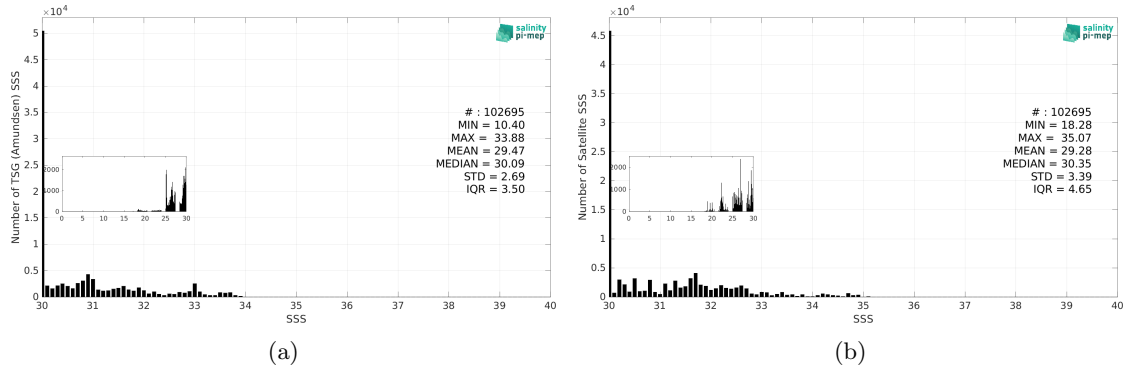 ×10⁴
5
4.5
4
3.5
3
2.5
2
1.5
1
0.5
0
Number of TSG (Amundsen) SSS
salinity
pi-mep
# : 102695
MIN = 10.40
MAX = 33.88
MEAN = 29.47
MEDIAN = 30.09
STD = 2.69
IQR = 3.50
2000
1000
0
0 5 10 15 20 25 30
30 31 32 33 34 35 36 37 38 39 40
SSS
(a)
×10⁴
4.5
4
3.5
3
2.5
2
1.5
1
0.5
0
Number of Satellite SSS
salinity
pi-mep
# : 102695
MIN = 18.28
MAX = 35.07
MEAN = 29.28
MEDIAN = 30.35
STD = 3.39
IQR = 4.65
2000
1000
0
0 5 10 15 20 25 30
30 31 32 33 34 35 36 37 38 39 40
SSS
(b)